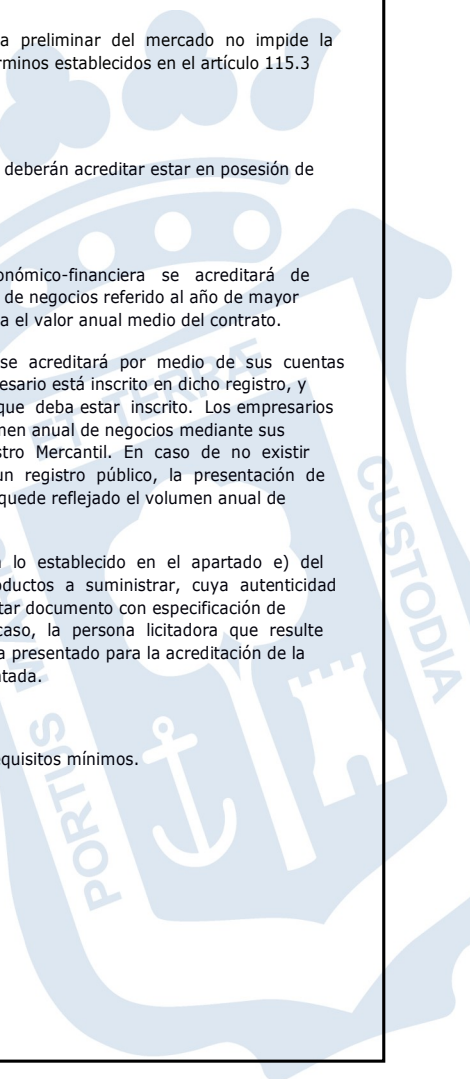 a preliminar del mercado no impide la
rminos establecidos en el artículo 115.3
deberán acreditar estar en posesión de
onómico-financiera se acreditará de
de negocios referido al año de mayor
a el valor anual medio del contrato.
se acreditará por medio de sus cuentas
esario está inscrito en dicho registro, y
que deba estar inscrito. Los empresarios
men anual de negocios mediante sus
stro Mercantil. En caso de no existir
un registro público, la presentación de
quede reflejado el volumen anual de
lo establecido en el apartado e) del
oductos a suministrar, cuya autenticidad
tar documento con especificación de
caso, la persona licitadora que resulte
a presentado para la acreditación de la
tada.
equisitos mínimos.
PORTUS
ET TERRÆ
CUSTODIA